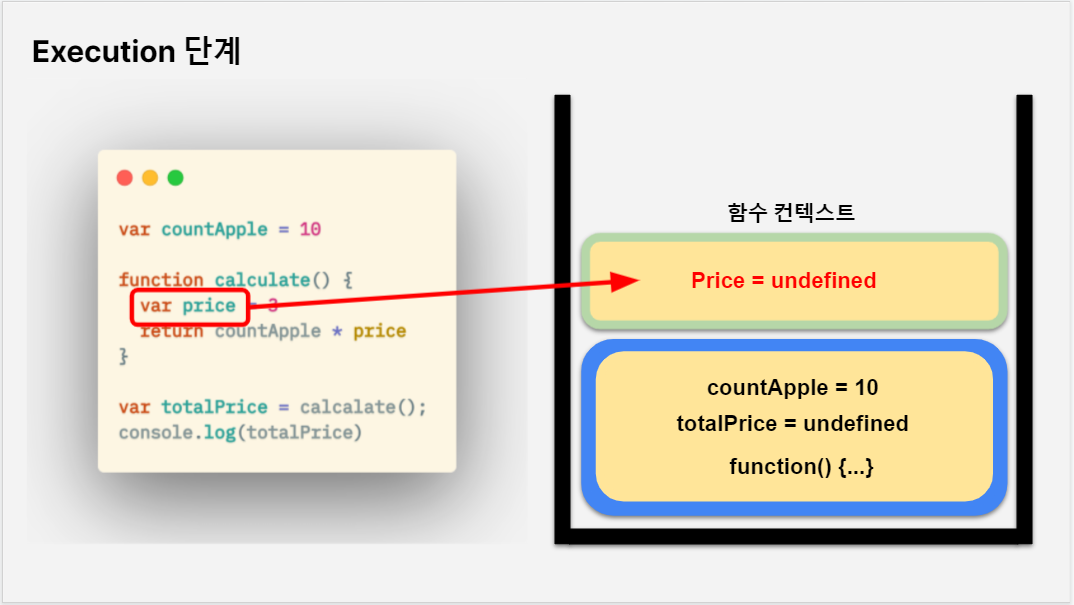 Execution 단계
var countApple = 10
function calculate() {
var price = 3
return countApple * price
}
var totalPrice = calcalate();
console.log(totalPrice)
함수 컨텍스트
Price = undefined
countApple = 10
totalPrice = undefined
function() {...}